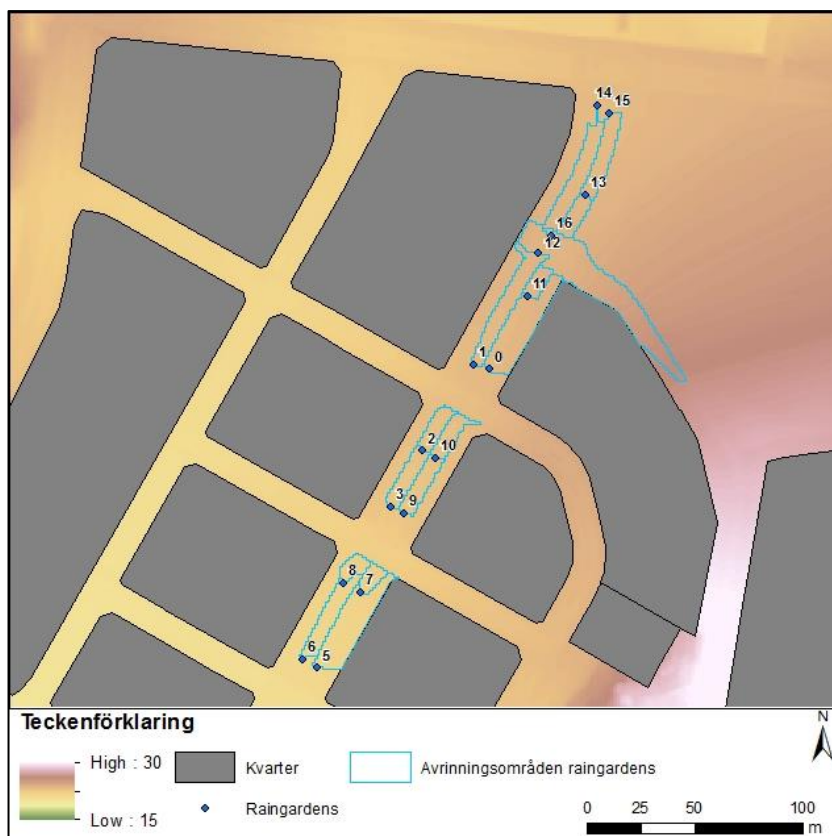 14 15
13
16
12
11
1 0
2 10
3 9
8 7
6 5
Teckenförklaring
N
High : 30
Low : 15
Kvarter
Avrinningsområden raingardens
Raingardens
0 25 50 100
m